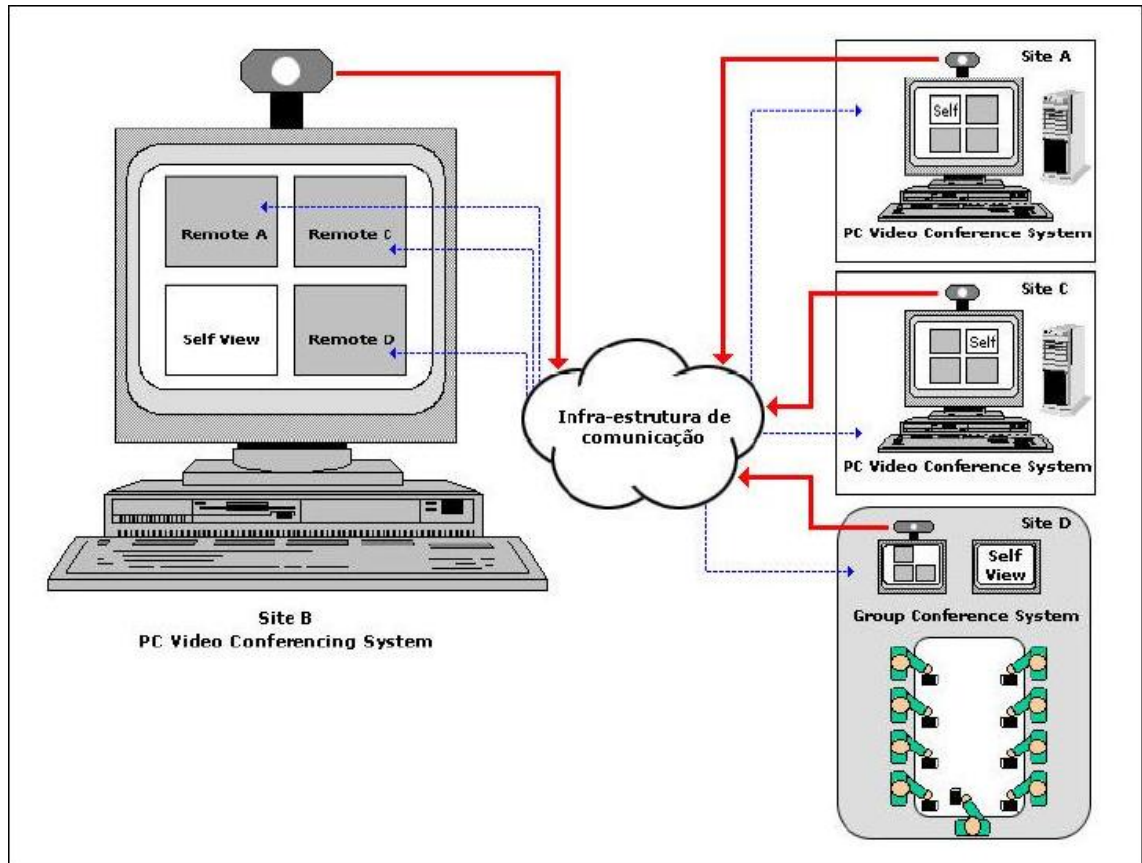 Remote A
Remote C
Self View
Remote D
Site B
PC Video Conferencing System
Infra-estrutura de
comunicação
Site A
Self
PC Video Conference System
Site C
Self
PC Video Conference System
Site D
Self
View
Group Conference System